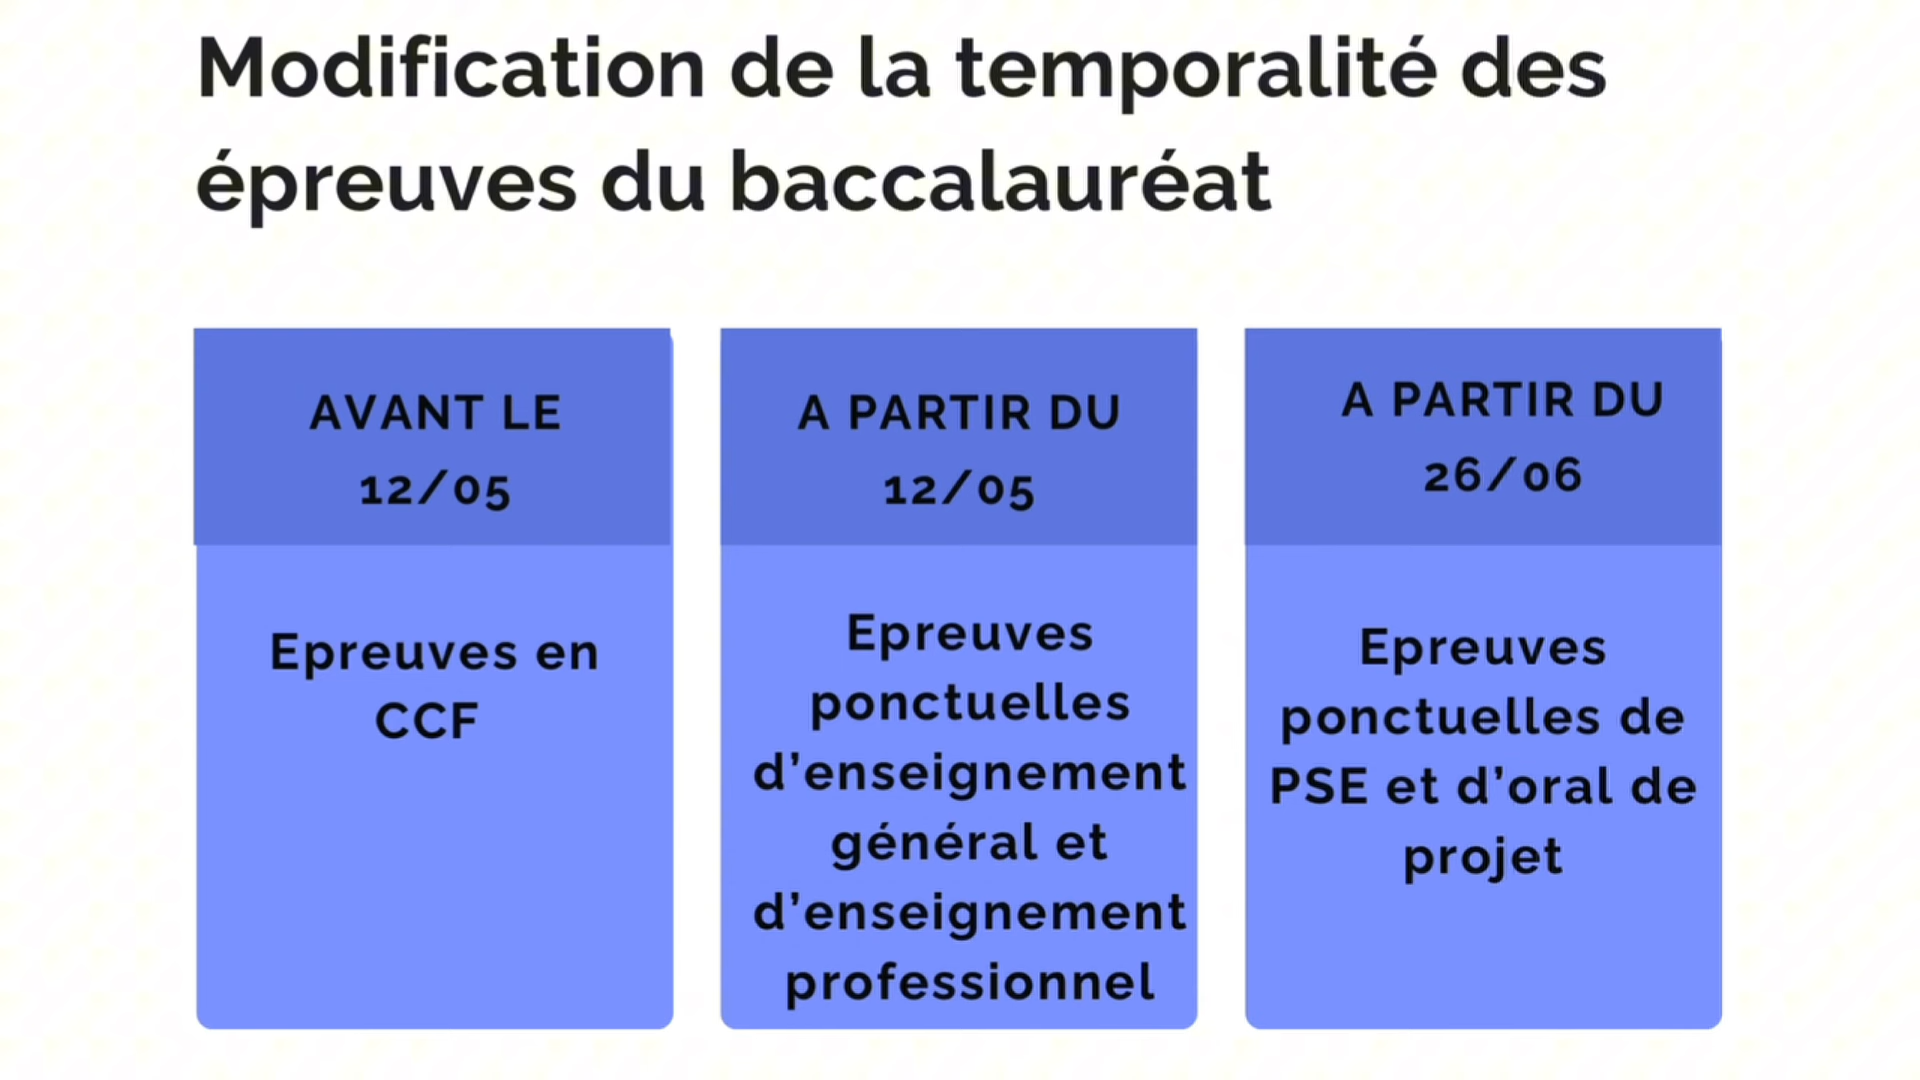 Modification de la temporalité des
épreuves du baccalauréat
AVANT LE
12/05
Epreuves en
CCF
A PARTIR DU
12/05
Epreuves
ponctuelles
d’enseignement
général et
d’enseignement
professionnel
A PARTIR DU
26/06
Epreuves
ponctuelles de
PSE et d’oral de
projet